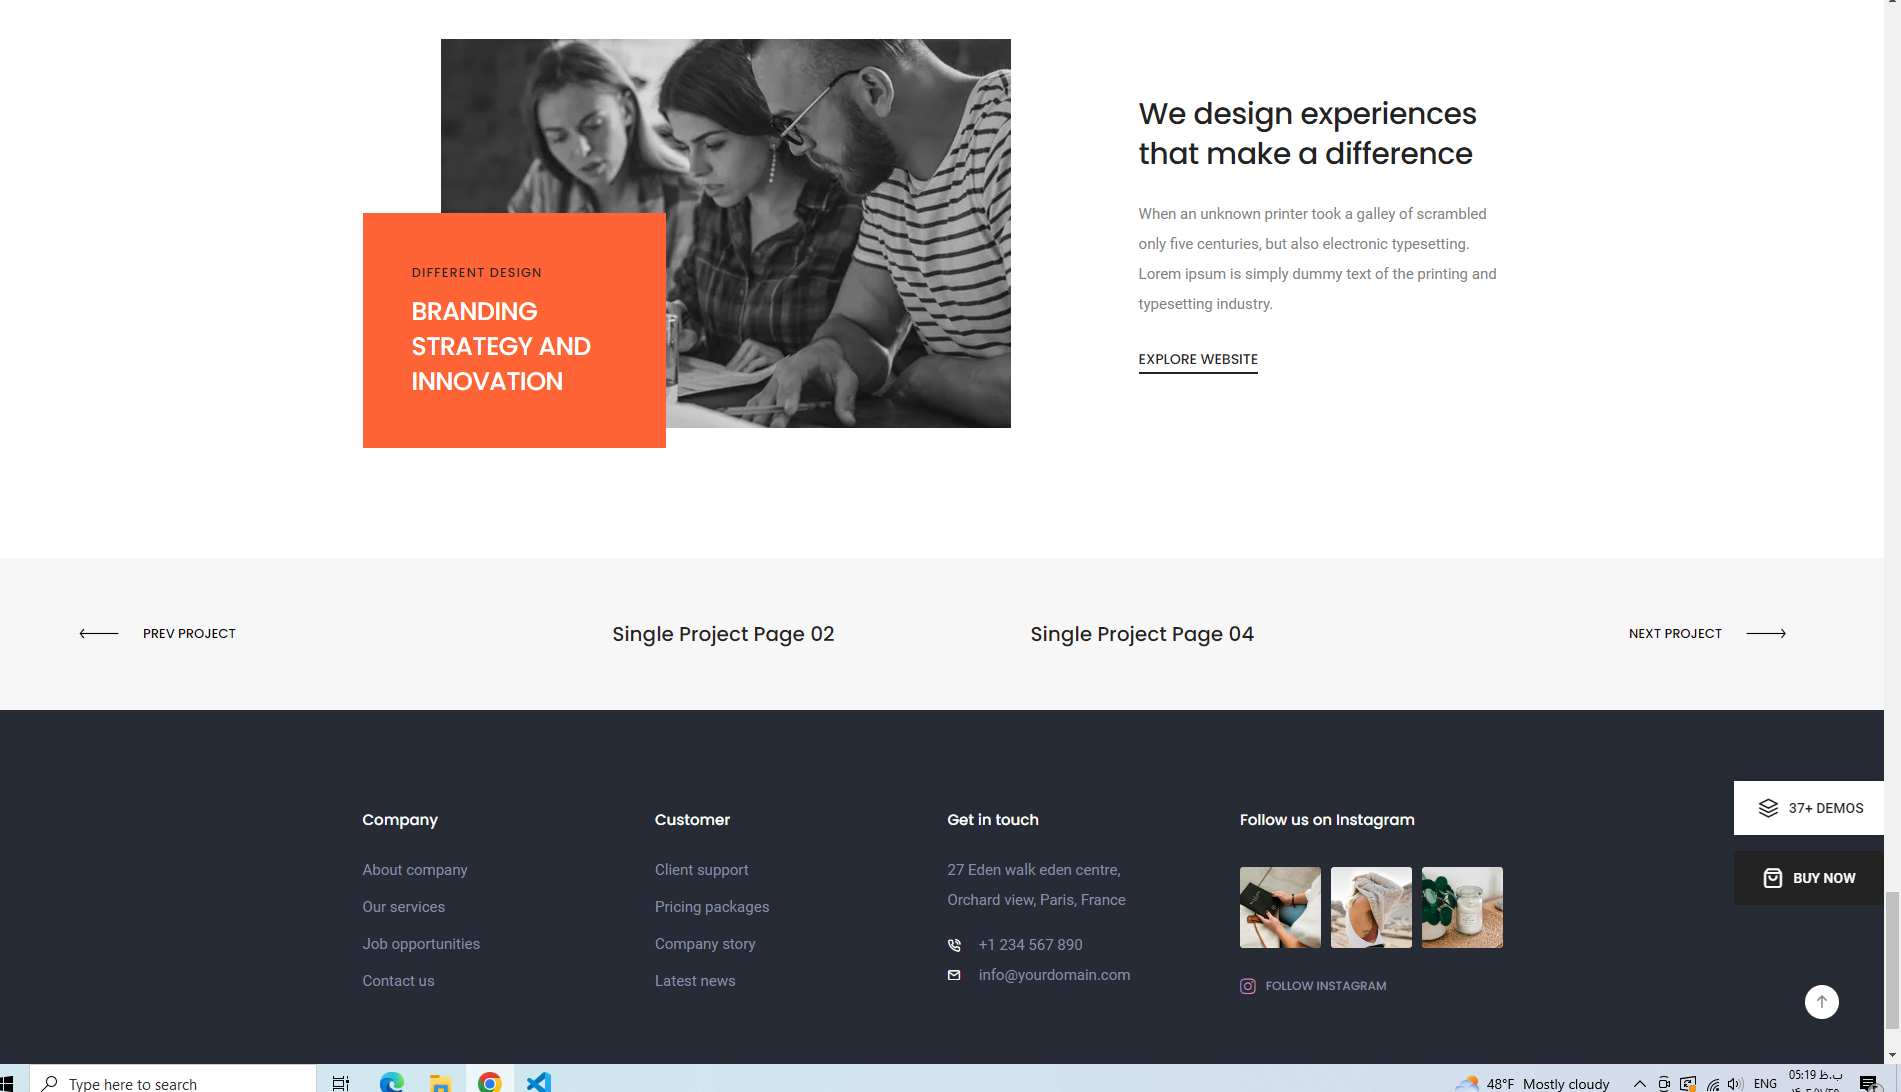 DIFFERENT DESIGN
BRANDING
STRATEGY AND
INNOVATION
We design experiences
that make a difference
When an unknown printer took a galley of scrambled
only five centuries, but also electronic typesetting.
Lorem ipsum is simply dummy text of the printing and
typesetting industry.
EXPLORE WEBSITE
PREV PROJECT
Single Project Page 02
Single Project Page 04
NEXT PROJECT
Company
About company
Our services
Job opportunities
Contact us
Customer
Client support
Pricing packages
Company story
Latest news
Get in touch
27 Eden walk eden centre,
Orchard view, Paris, France
+1 234 567 890
info@yourdomain.com
Follow us on Instagram
FOLLOW INSTAGRAM
37+ DEMOS
BUY NOW
Type here to search
48°F Mostly cloudy
ENG
05:19 ب.ظ